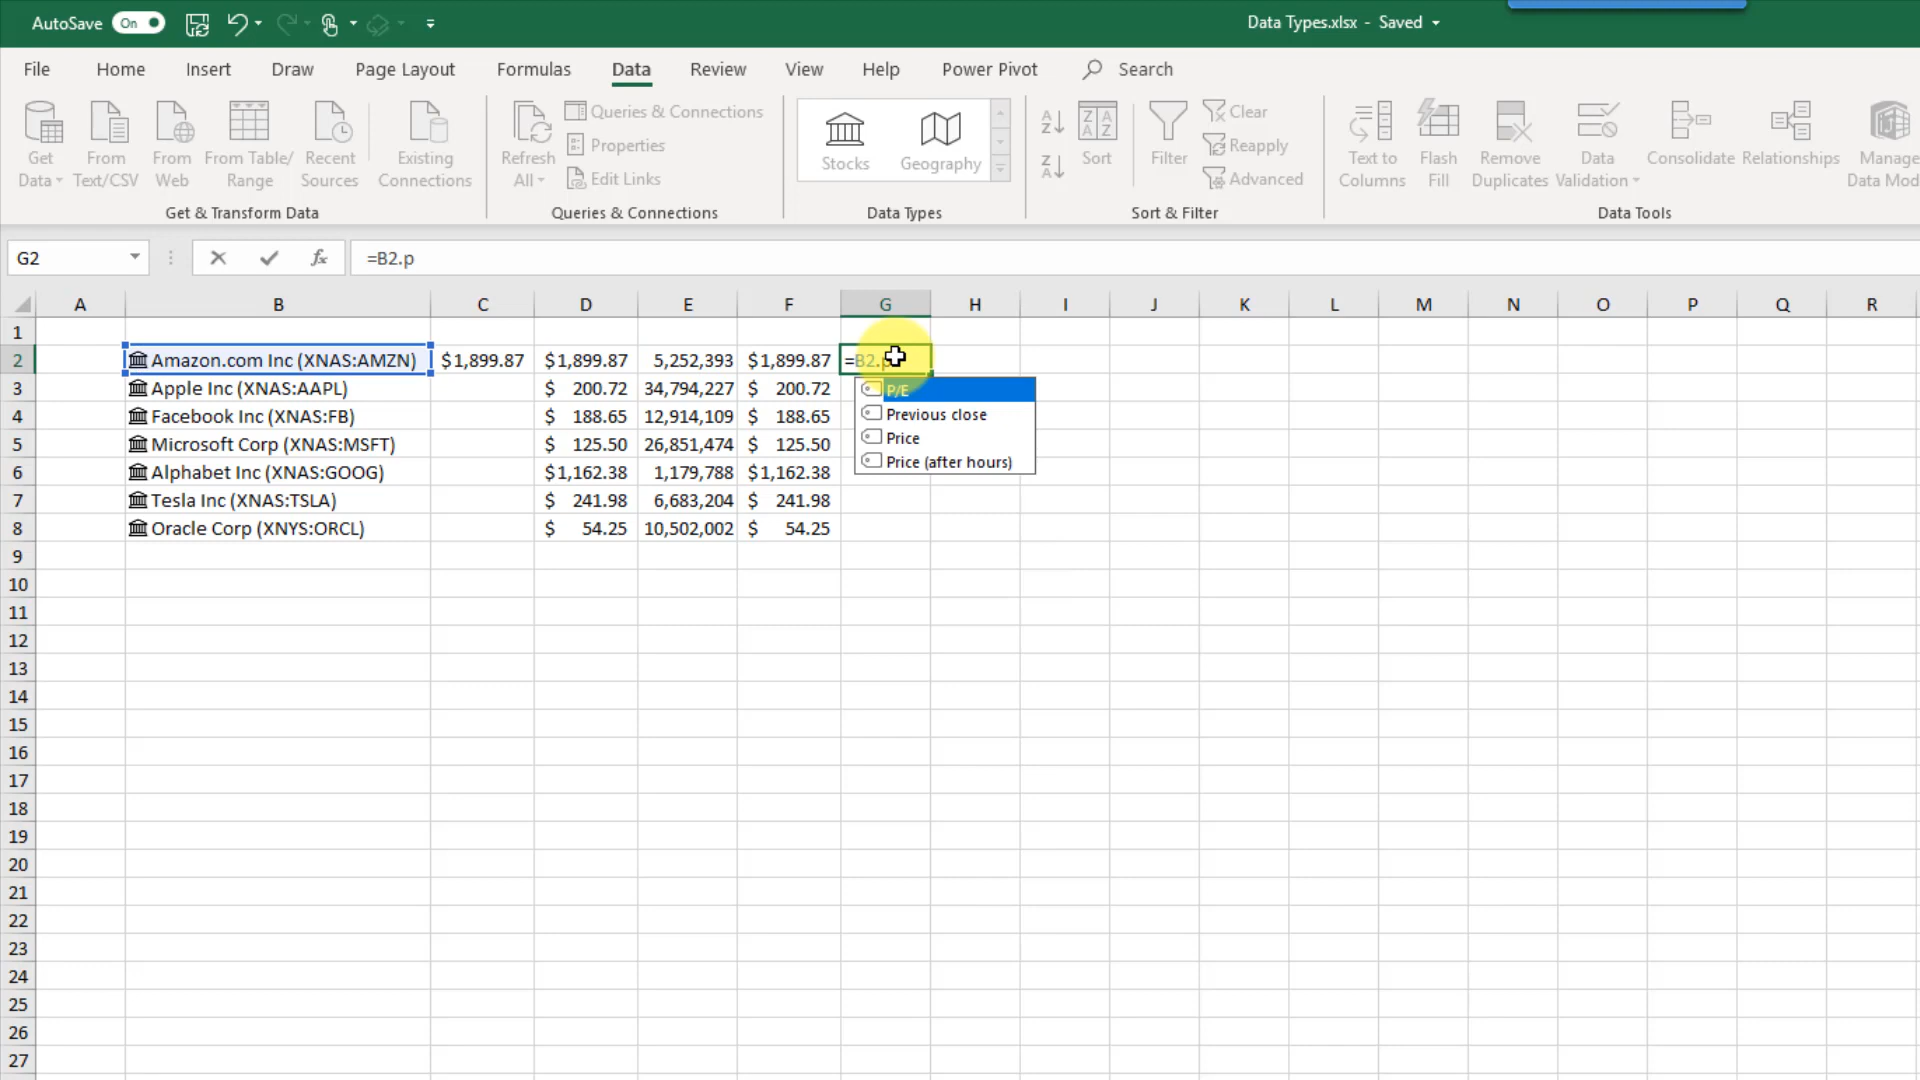 AutoSave On Data Types.xlsx - Saved
File Home Insert Draw Page Layout Formulas Data Review View Help Power Pivot Search
Get Data From Text/CSV From Web From Table/ Range Recent Sources Existing Connections
Get & Transform Data
Refresh All Queries & Connections Properties Edit Links
Queries & Connections
Stocks Geography
Data Types
Sort Filter Clear Reapply Advanced
Sort & Filter
Text to Columns Flash Fill Remove Duplicates Data Validation Consolidate Relationships Manage Data Mod
Data Tools
G2 fx =B2.p
A B C D E F G H I J K L M N O P Q R
1
2 Amazon.com Inc (XNAS:AMZN) $1,899.87 $1,899.87 5,252,393 $1,899.87 =B2.p
3 Apple Inc (XNAS:AAPL) $ 200.72 34,794,227 $ 200.72
P/E
4 Facebook Inc (XNAS:FB) $ 188.65 12,914,109 $ 188.65
Previous close
5 Microsoft Corp (XNAS:MSFT) $ 125.50 26,851,474 $ 125.50
Price
6 Alphabet Inc (XNAS:GOOG) $1,162.38 1,179,788 $1,162.38
Price (after hours)
7 Tesla Inc (XNAS:TSLA) $ 241.98 6,683,204 $ 241.98
8 Oracle Corp (XNYS:ORCL) $ 54.25 10,502,002 $ 54.25
9
10
11
12
13
14
15
16
17
18
19
20
21
22
23
24
25
26
27